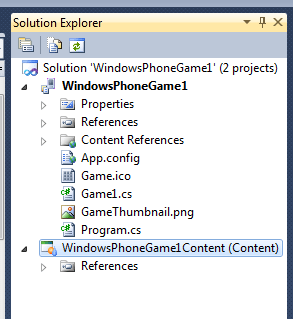 Solution Explorer
Solution 'WindowsPhoneGame1' (2 projects)
WindowsPhoneGame1
Properties
References
Content References
App.config
Game.ico
Game1.cs
GameThumbnail.png
Program.cs
WindowsPhoneGame1Content (Content)
References